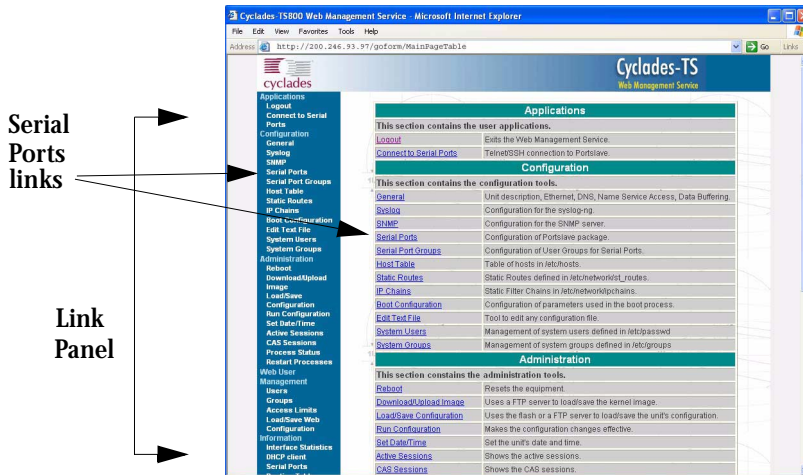 Cyclades-TS800 Web Management Service - Microsoft Internet Explorer
File Edit View Favorites Tools Help
Address http://200.246.93.97/goform/MainPageTable Go Links
cyclades
Cyclades-TS
Web Management Service
Serial
Ports
links
Link
Panel
Applications
Logout
Connect to Serial
Ports
Configuration
General
Syslog
SNMP
Serial Ports
Serial Port Groups
Host Table
Static Routes
IP Chains
Boot Configuration
Edit Text File
System Users
System Groups
Administration
Reboot
Download/Upload
Image
Load/Save
Configuration
Run Configuration
Set Date/Time
Active Sessions
CAS Sessions
Process Status
Restart Processes
Web User
Management
Users
Groups
Access Limits
Load/Save Web
Configuration
Information
Interface Statistics
DHCP client
Serial Ports
Applications
This section contains the user applications.
Logout Exits the Web Management Service.
Connect to Serial Ports Telnet/SSH connection to Portslave.
Configuration
This section contains the configuration tools.
General Unit description, Ethernet, DNS, Name Service Access, Data Buffering.
Syslog Configuration for the syslog-ng.
SNMP Configuration for the SNMP server.
Serial Ports Configuration of Portslave package.
Serial Port Groups Configuration of User Groups for Serial Ports.
Host Table Table of hosts in /etc/hosts.
Static Routes Static Routes defined in /etc/network/st_routes.
IP Chains Static Filter Chains in /etc/network/ipchains.
Boot Configuration Configuration of parameters used in the boot process.
Edit Text File Tool to edit any configuration file.
System Users Management of system users defined in /etc/passwd
System Groups Management of system groups defined in /etc/groups
Administration
This section constains the administration tools.
Reboot Resets the equipment.
Download/Upload Image Uses a FTP server to load/save the kernel image.
Load/Save Configuration Uses the flash or a FTP server to load/save the unit's configuration.
Run Configuration Makes the configuration changes effective.
Set Date/Time Set the unit's date and time.
Active Sessions Shows the active sessions.
CAS Sessions Shows the CAS sessions.